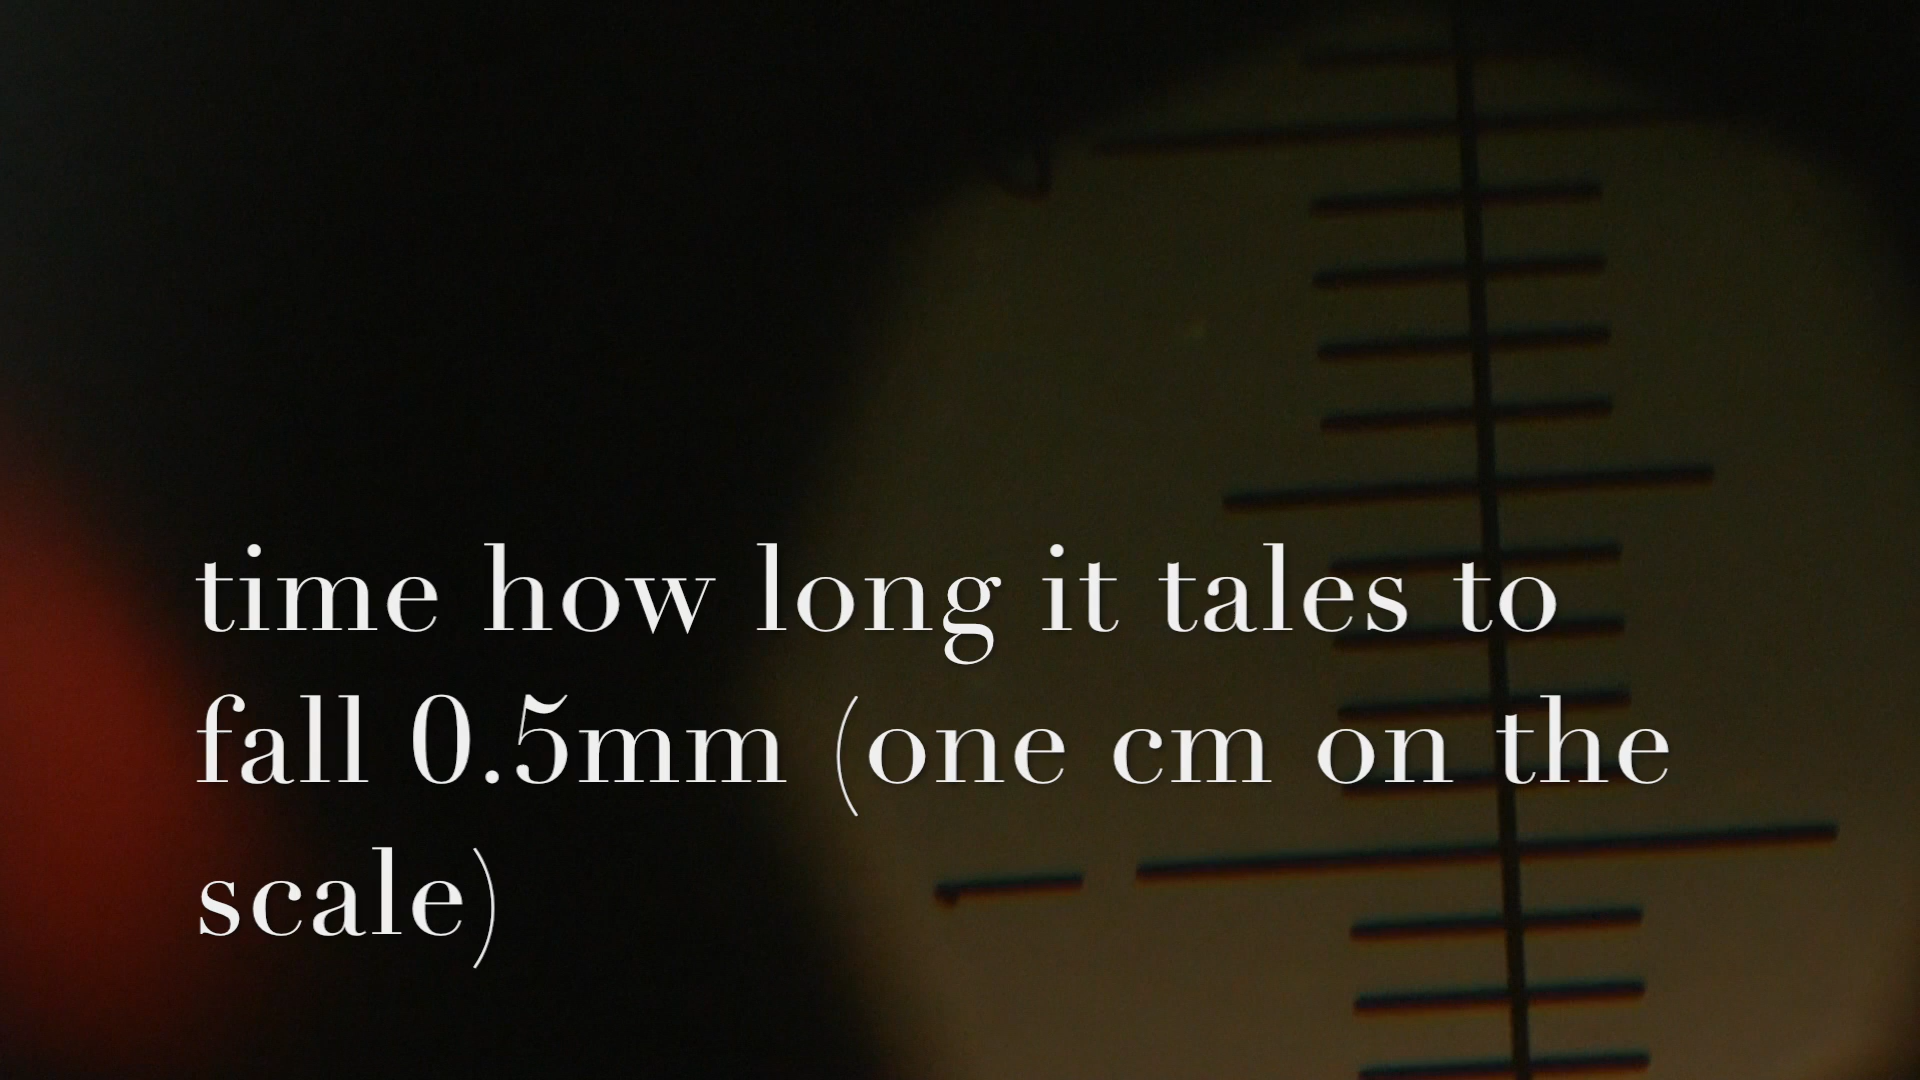 time how long it tales to
fall 0.5mm (one cm on the
scale)